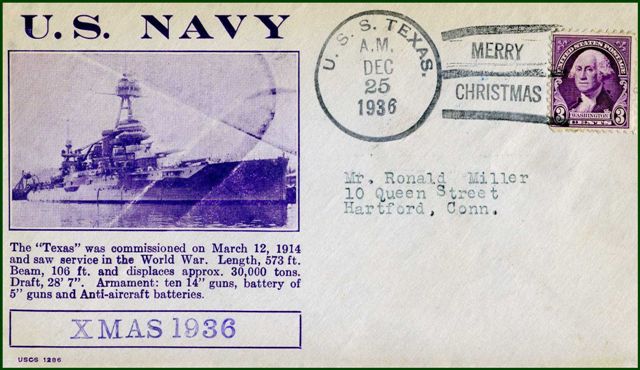 U.S. NAVY
The "Texas" was commissioned on March 12, 1914
and saw service in the World War. Length, 573 ft.
Beam, 106 ft. and displaces approx. 30,000 tons.
Draft, 28' 7". Armament: ten 14" guns, battery of
5" guns and Anti-aircraft batteries.
XMAS 1936
USCS 1286
U. S. S. TEXAS.
A.M.
DEC
25
1936
MERRY
CHRISTMAS
UNITED STATES POSTAGE
WASHINGTON
3 CENTS 3
Mr. Ronald Miller
10 Queen Street
Hartford, Conn.